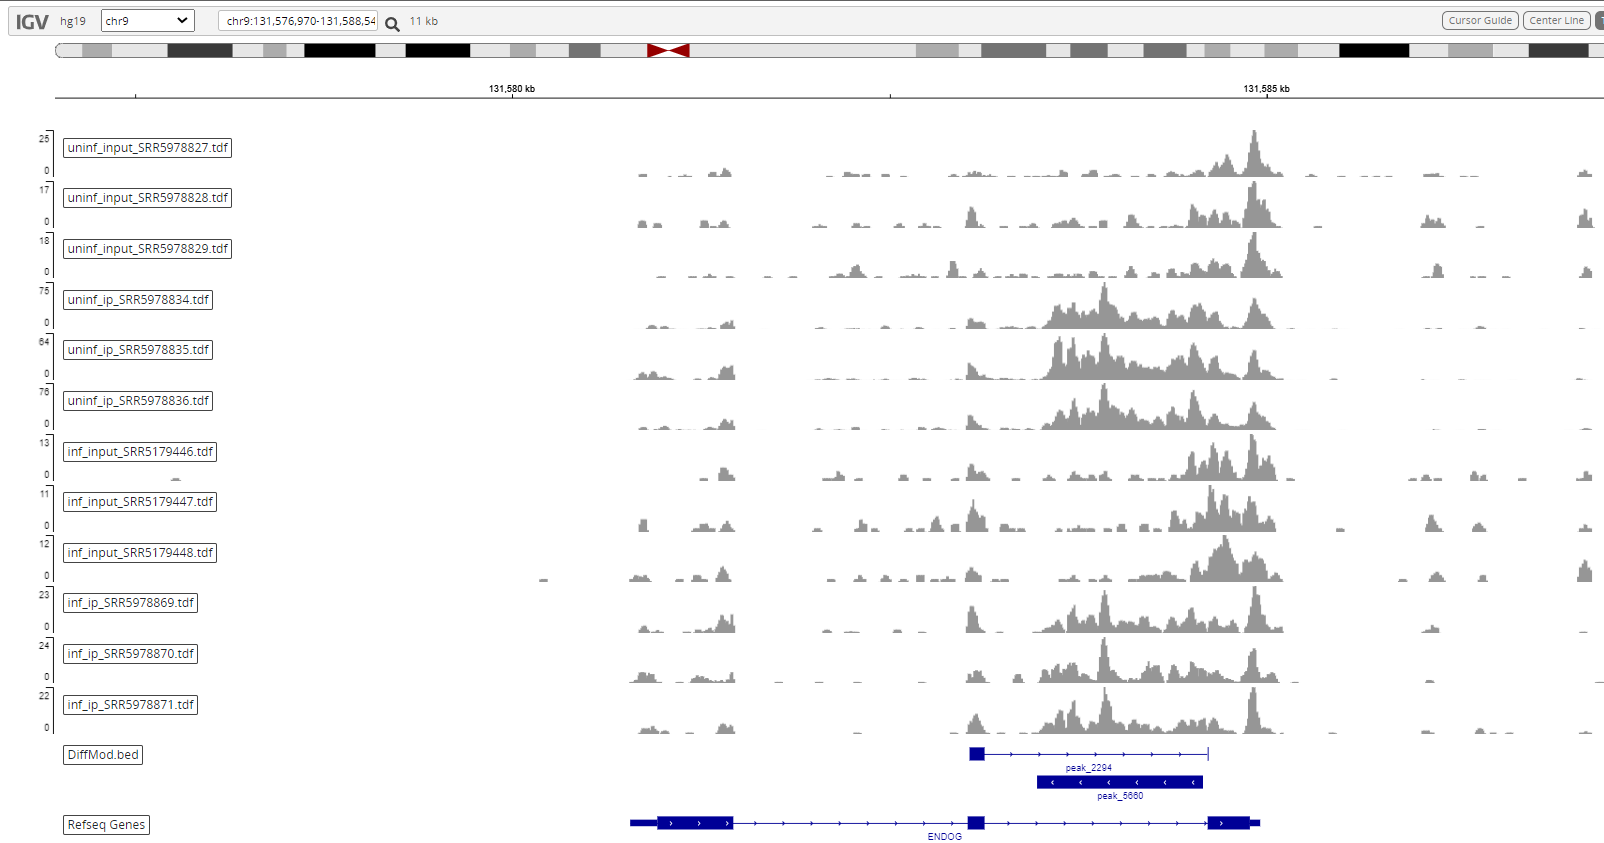 IGV hg19 chr9 chr9:131,576,970-131,588,54 11 kb Cursor Guide Center Line
131,580 kb 131,585 kb
25
uninf_input_SRR5978827.tdf
0
17
uninf_input_SRR5978828.tdf
0
18
uninf_input_SRR5978829.tdf
0
75
uninf_ip_SRR5978834.tdf
0
64
uninf_ip_SRR5978835.tdf
0
76
uninf_ip_SRR5978836.tdf
0
13
inf_input_SRR5179446.tdf
0
11
inf_input_SRR5179447.tdf
0
12
inf_input_SRR5179448.tdf
0
23
inf_ip_SRR5978869.tdf
0
24
inf_ip_SRR5978870.tdf
0
22
inf_ip_SRR5978871.tdf
0
DiffMod.bed
peak_2294
peak_5660
Refseq Genes
ENDOG